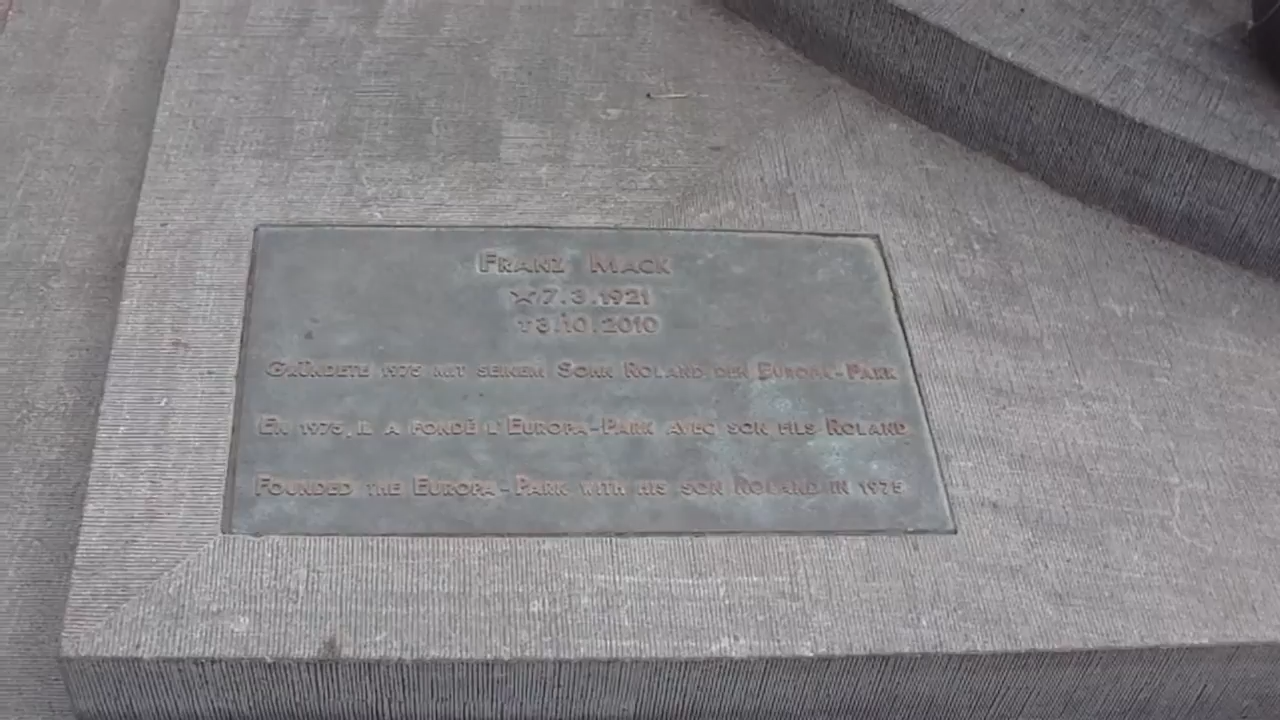 FRANZ MACK
☆7.3.1921
†3.10.2010
GRÜNDETE 1975 MIT SEINEM SOHN ROLAND DEN EUROPA-PARK
EN 1975, IL A FONDÉ L'EUROPA-PARK AVEC SON FILS ROLAND
FOUNDED THE EUROPA-PARK WITH HIS SON ROLAND IN 1975